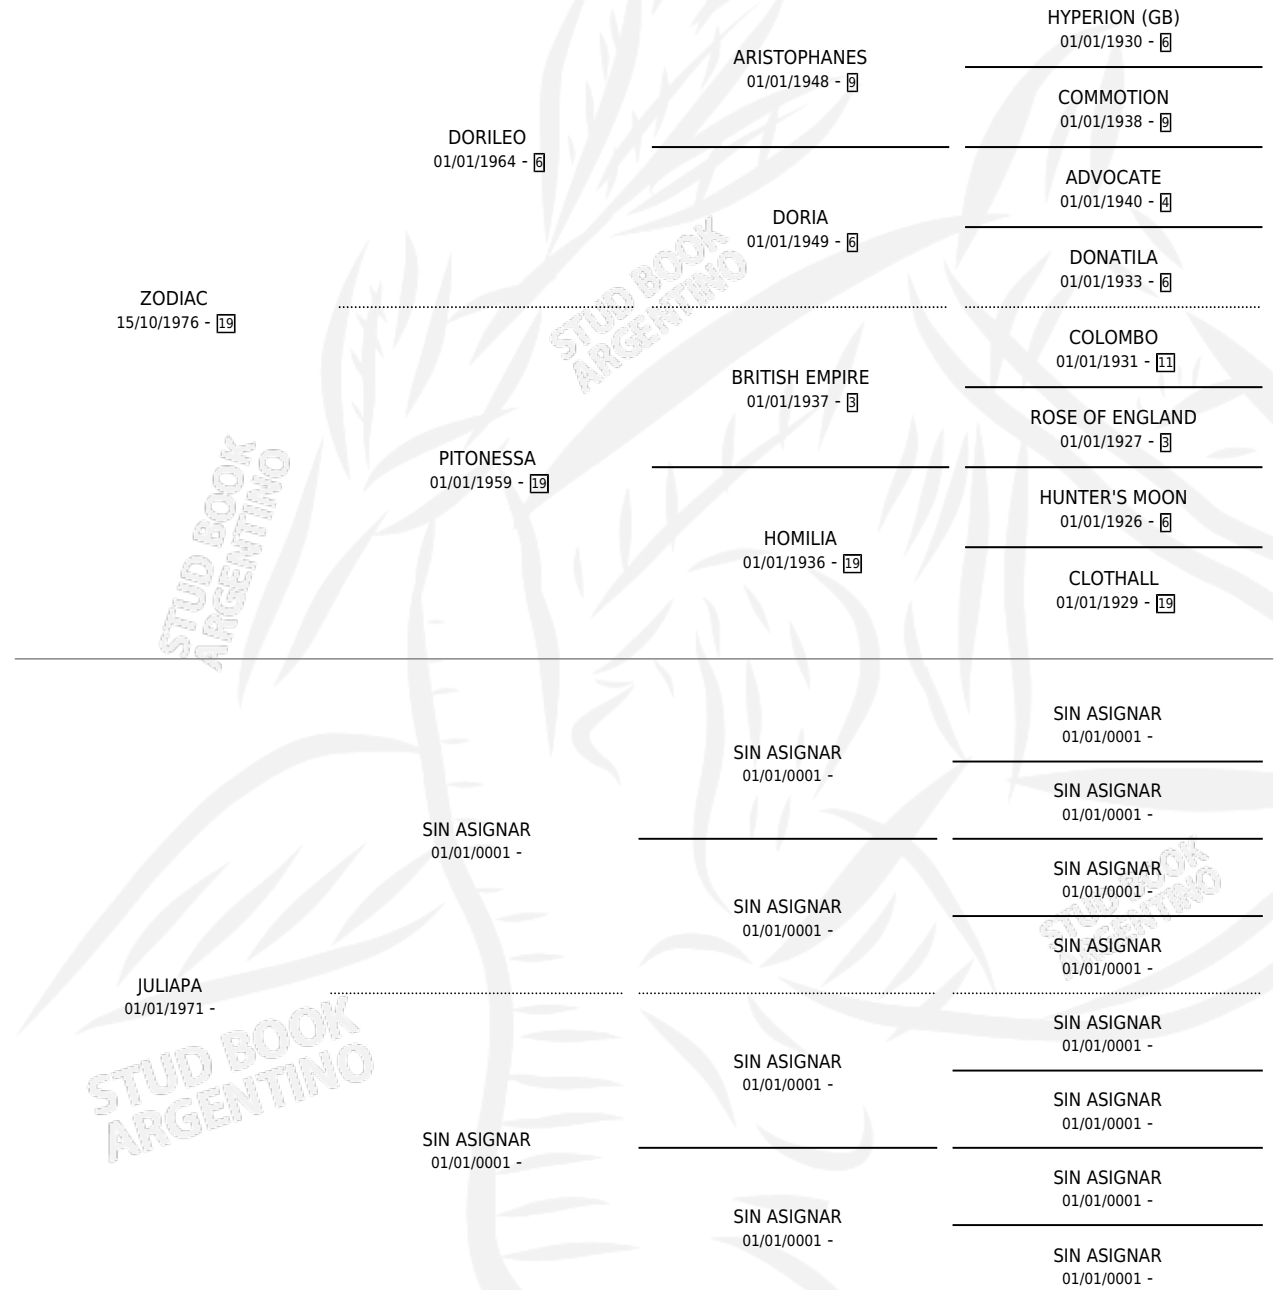 HYPERION (GB)
01/01/1930 - 6
ARISTOPHANES
01/01/1948 - 9
COMMOTION
01/01/1938 - 9
DORILEO
01/01/1964 - 6
ADVOCATE
01/01/1940 - 4
DORIA
01/01/1949 - 6
DONATILA
01/01/1933 - 6
ZODIAC
15/10/1976 - 19
COLOMBO
01/01/1931 - 11
BRITISH EMPIRE
01/01/1937 - 3
ROSE OF ENGLAND
01/01/1927 - 3
PITONESSA
01/01/1959 - 19
HUNTER'S MOON
01/01/1926 - 6
HOMILIA
01/01/1936 - 19
CLOTHALL
01/01/1929 - 19
STUD BOOK
ARGENTINO
STUD BOOK
ARGENTINO
SIN ASIGNAR
01/01/0001 -
SIN ASIGNAR
01/01/0001 -
SIN ASIGNAR
01/01/0001 -
SIN ASIGNAR
01/01/0001 -
SIN ASIGNAR
01/01/0001 -
SIN ASIGNAR
01/01/0001 -
SIN ASIGNAR
01/01/0001 -
JULIAPA
01/01/1971 -
SIN ASIGNAR
01/01/0001 -
SIN ASIGNAR
01/01/0001 -
SIN ASIGNAR
01/01/0001 -
SIN ASIGNAR
01/01/0001 -
SIN ASIGNAR
01/01/0001 -
SIN ASIGNAR
01/01/0001 -
SIN ASIGNAR
01/01/0001 -
STUD BOOK
ARGENTINO
STUD BOOK
ARGENTINO